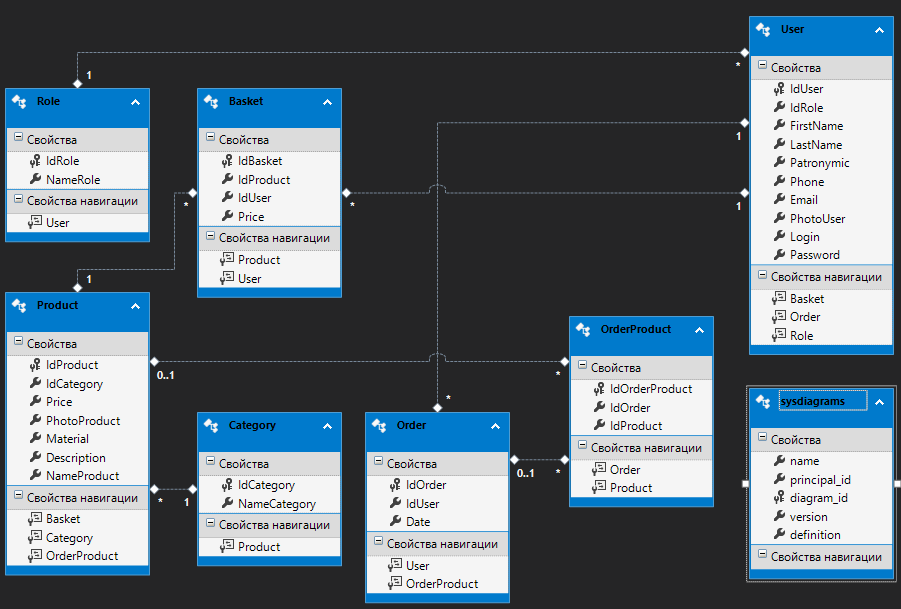 User
Свойства
IdUser
IdRole
FirstName
LastName
Patronymic
Phone
Email
PhotoUser
Login
Password
Свойства навигации
Basket
Order
Role
1
*
1
1
Role
Свойства
IdRole
NameRole
Свойства навигации
User
Basket
Свойства
IdBasket
IdProduct
IdUser
Price
Свойства навигации
Product
User
*
*
1
Product
Свойства
IdProduct
IdCategory
Price
PhotoProduct
Material
Description
NameProduct
Свойства навигации
Basket
Category
OrderProduct
0..1
*
*
1
Category
Свойства
IdCategory
NameCategory
Свойства навигации
Product
*
Order
Свойства
IdOrder
IdUser
Date
Свойства навигации
User
OrderProduct
0..1
*
OrderProduct
Свойства
IdOrderProduct
IdOrder
IdProduct
Свойства навигации
Order
Product
sysdiagrams
Свойства
name
principal_id
diagram_id
version
definition
Свойства навигации